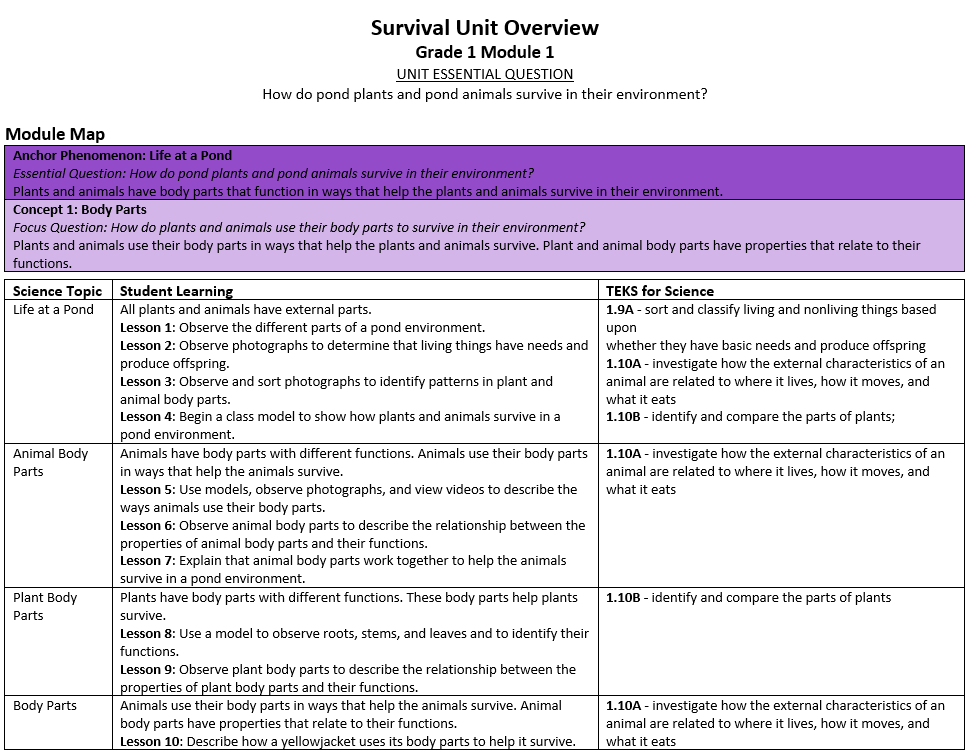 Survival Unit Overview
Grade 1 Module 1
UNIT ESSENTIAL QUESTION
How do pond plants and pond animals survive in their environment?
Module Map
Anchor Phenomenon: Life at a Pond
Essential Question: How do pond plants and pond animals survive in their environment?
Plants and animals have body parts that function in ways that help the plants and animals survive in their environment.
Concept 1: Body Parts
Focus Question: How do plants and animals use their body parts to survive in their environment?
Plants and animals use their body parts in ways that help the plants and animals survive. Plant and animal body parts have properties that relate to their
functions.
Science Topic
Student Learning
TEKS for Science
Life at a Pond
All plants and animals have external parts.
Lesson 1: Observe the different parts of a pond environment.
Lesson 2: Observe photographs to determine that living things have needs and
produce offspring.
Lesson 3: Observe and sort photographs to identify patterns in plant and
animal body parts.
Lesson 4: Begin a class model to show how plants and animals survive in a
pond environment.
1.9A - sort and classify living and nonliving things based
upon
whether they have basic needs and produce offspring
1.10A - investigate how the external characteristics of an
animal are related to where it lives, how it moves, and
what it eats
1.10B - identify and compare the parts of plants;
Animal Body
Parts
Animals have body parts with different functions. Animals use their body parts
in ways that help the animals survive.
Lesson 5: Use models, observe photographs, and view videos to describe the
ways animals use their body parts.
Lesson 6: Observe animal body parts to describe the relationship between the
properties of animal body parts and their functions.
Lesson 7: Explain that animal body parts work together to help the animals
survive in a pond environment.
1.10A - investigate how the external characteristics of an
animal are related to where it lives, how it moves, and
what it eats
Plant Body
Parts
Plants have body parts with different functions. These body parts help plants
survive.
Lesson 8: Use a model to observe roots, stems, and leaves and to identify their
functions.
Lesson 9: Observe plant body parts to describe the relationship between the
properties of plant body parts and their functions.
1.10B - identify and compare the parts of plants
Body Parts
Animals use their body parts in ways that help the animals survive. Animal
body parts have properties that relate to their functions.
Lesson 10: Describe how a yellowjacket uses its body parts to help it survive.
1.10A - investigate how the external characteristics of an
animal are related to where it lives, how it moves, and
what it eats